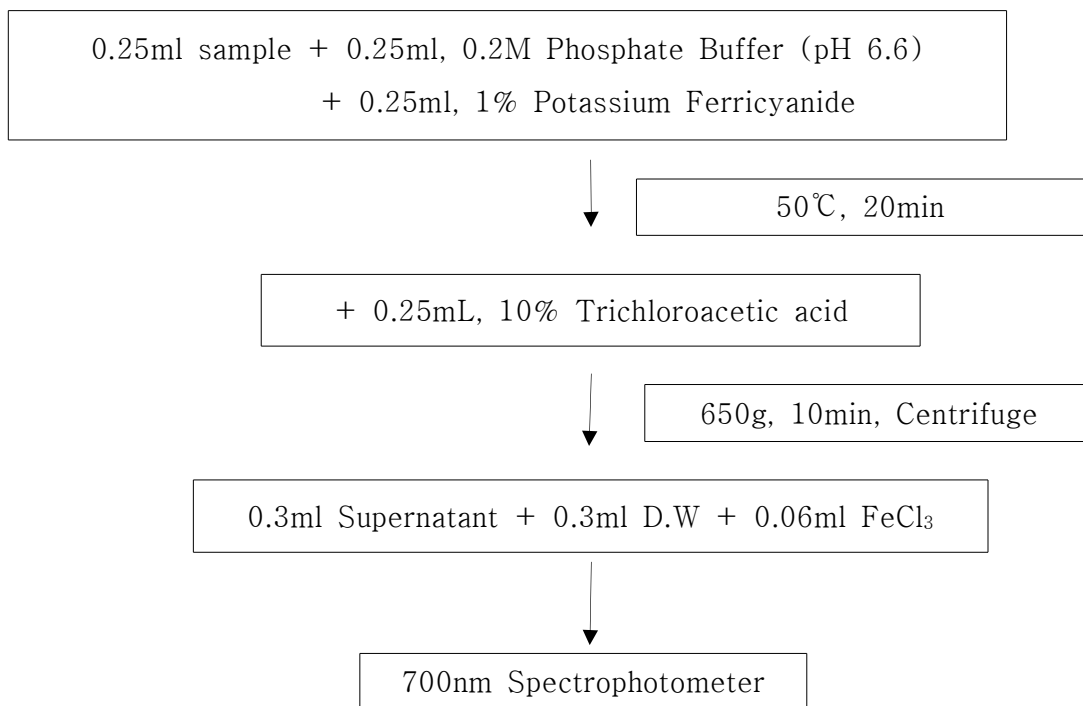 0.25ml sample + 0.25ml, 0.2M Phosphate Buffer (pH 6.6)
+ 0.25ml, 1% Potassium Ferricyanide
50℃, 20min
+ 0.25mL, 10% Trichloroacetic acid
650g, 10min, Centrifuge
0.3ml Supernatant + 0.3ml D.W + 0.06ml FeCl₃
700nm Spectrophotometer